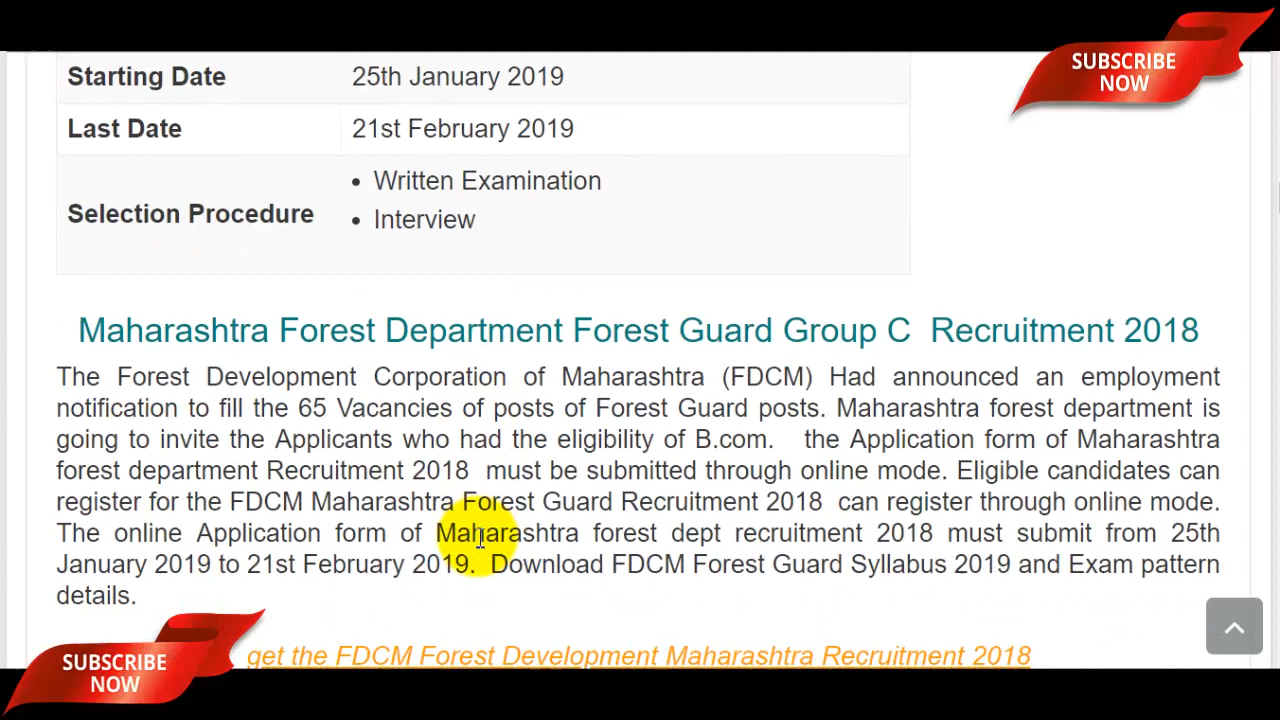 SUBSCRIBE
NOW
Starting Date 25th January 2019
Last Date 21st February 2019
Selection Procedure
• Written Examination
• Interview
Maharashtra Forest Department Forest Guard Group C Recruitment 2018
The Forest Development Corporation of Maharashtra (FDCM) Had announced an employment
notification to fill the 65 Vacancies of posts of Forest Guard posts. Maharashtra forest department is
going to invite the Applicants who had the eligibility of B.com. the Application form of Maharashtra
forest department Recruitment 2018 must be submitted through online mode. Eligible candidates can
register for the FDCM Maharashtra Forest Guard Recruitment 2018 can register through online mode.
The online Application form of Maharashtra forest dept recruitment 2018 must submit from 25th
January 2019 to 21st February 2019. Download FDCM Forest Guard Syllabus 2019 and Exam pattern
details.
get the FDCM Forest Development Maharashtra Recruitment 2018
SUBSCRIBE
NOW